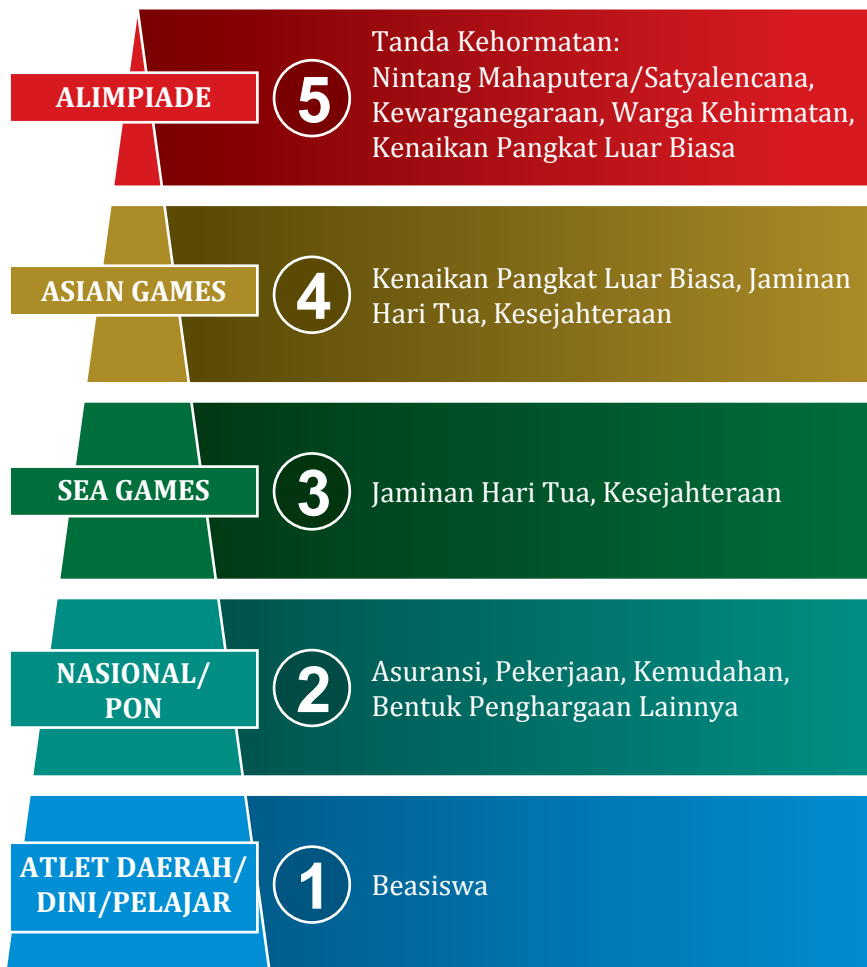 ALIMPIADE
5
Tanda Kehormatan:
Nintang Mahaputera/Satyalencana,
Kewarganegaraan, Warga Kehirmatan,
Kenaikan Pangkat Luar Biasa
ASIAN GAMES
4
Kenaikan Pangkat Luar Biasa, Jaminan
Hari Tua, Kesejahteraan
SEA GAMES
3
Jaminan Hari Tua, Kesejahteraan
NASIONAL/
PON
2
Asuransi, Pekerjaan, Kemudahan,
Bentuk Penghargaan Lainnya
ATLET DAERAH/
DINI/PELAJAR
1
Beasiswa